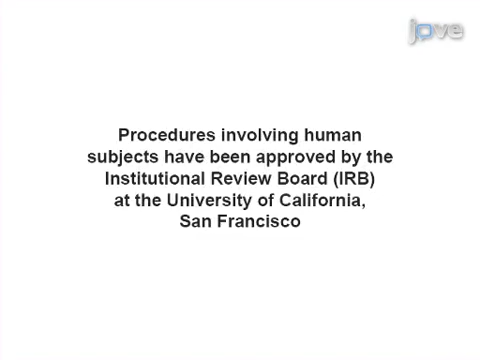 jove
Procedures involving human
subjects have been approved by the
Institutional Review Board (IRB)
at the University of California,
San Francisco